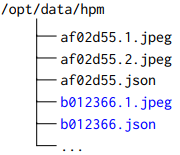 /opt/data/hpm
af02d55.1.jpeg
af02d55.2.jpeg
af02d55.json
b012366.1.jpeg
b012366.json
...